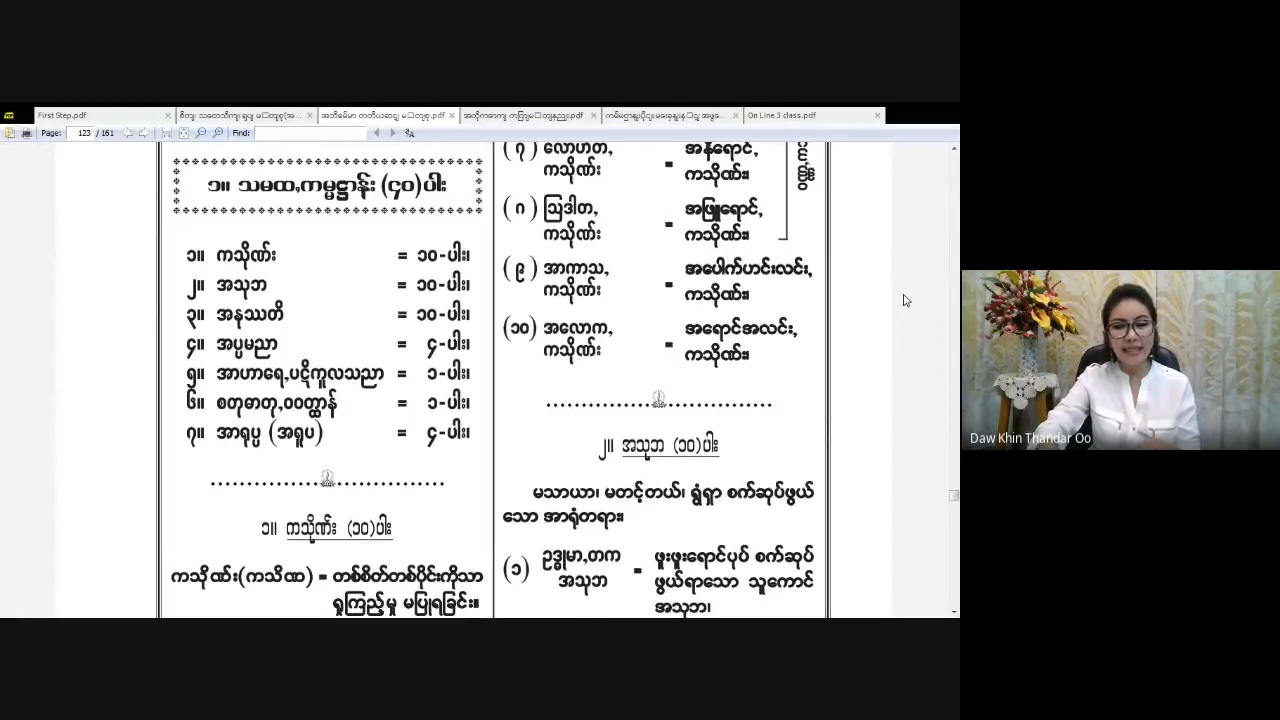 First Step.pdf
On Line 3 class.pdf
Page: 123 / 161 Find:
၁။ သမထ,ကမ္မဋ္ဌာန်း (၄၀)ပါး
၁။ ကသိုဏ်း = ၁၀-ပါး၊
၂။ အသုဘ = ၁၀-ပါး၊
၃။ အနုဿတိ = ၁၀-ပါး၊
၄။ အပ္ပမညာ = ၄-ပါး၊
၅။ အာဟာရေ,ပဋိကူလသညာ = ၁-ပါး၊
၆။ စတုဓာတု,ဝဝတ္ထာန် = ၁-ပါး၊
၇။ အာရုပ္ပ (အရူပ) = ၄-ပါး၊
၁။ ကသိုဏ်း (၁၀)ပါး
ကသိုဏ်း(ကသိဏ) = တစ်စိတ်တစ်ပိုင်းကိုသာ
ရှုကြည့်မှု မပြုရခြင်း။
(၇) လောဟိတ, = အနီရောင်,
ကသိုဏ်း ကသိုဏ်း၊
(၈) ဩဒါတ, = အဖြူရောင်,
ကသိုဏ်း ကသိုဏ်း၊
(၉) အာကာသ, = အပေါက်ဟင်းလင်း,
ကသိုဏ်း ကသိုဏ်း၊
(၁၀) အလောက, = အရောင်အလင်း,
ကသိုဏ်း ကသိုဏ်း၊
၂။ အသုဘ (၁၀)ပါး
မသာယာ၊ မတင့်တယ်၊ ရွံရှာ စက်ဆုပ်ဖွယ်
သော အာရုံတရား၊
(၁) ဥဒ္ဓုမာ,တက = ဖူးဖူးရောင်ပုပ် စက်ဆုပ်
အသုဘ ဖွယ်ရာသော သူကောင်
အသုဘ၊
Daw Khin Thandar Oo